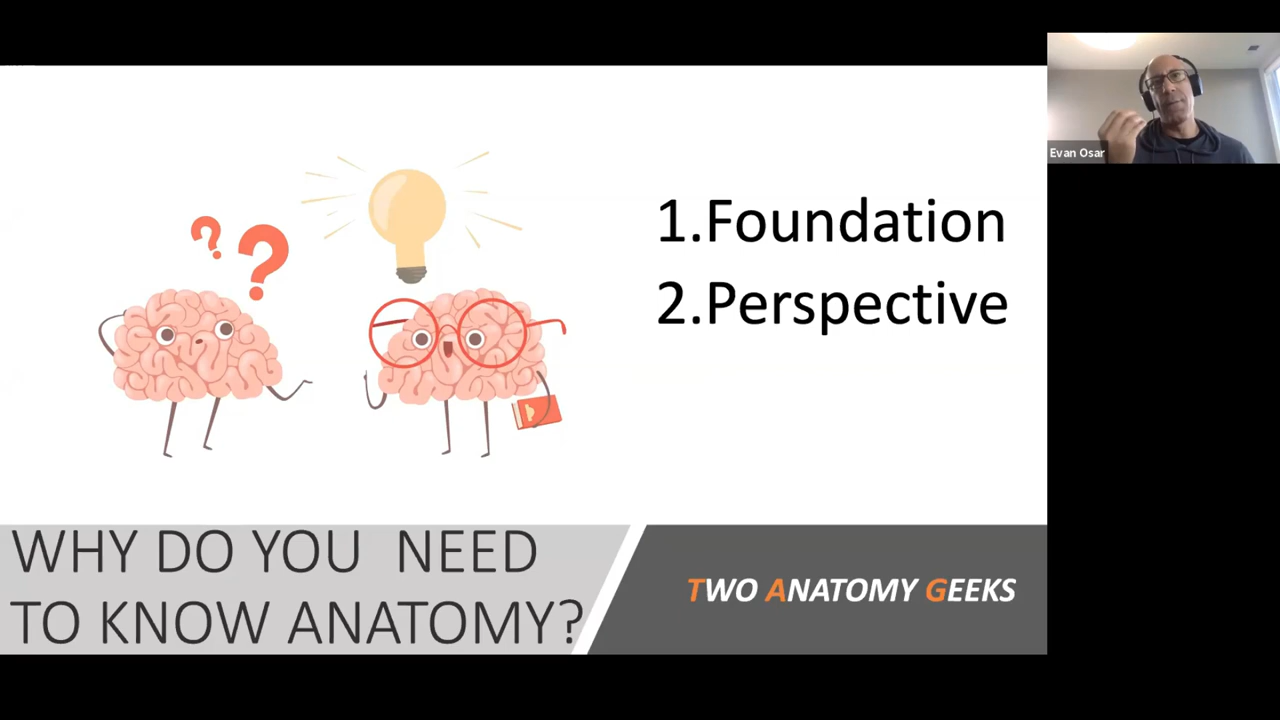 1.Foundation
2.Perspective
Evan Osar
WHY DO YOU NEED
TO KNOW ANATOMY?
TWO ANATOMY GEEKS
? ?